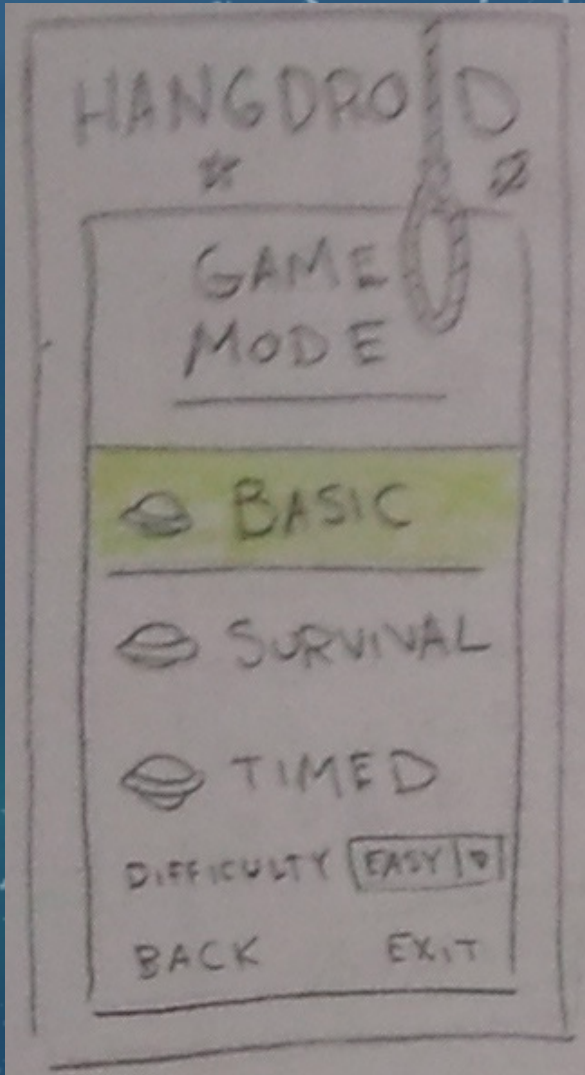 HANGDROID
GAME
MODE
BASIC
SURVIVAL
TIMED
DIFFICULTY EASY
BACK EXIT